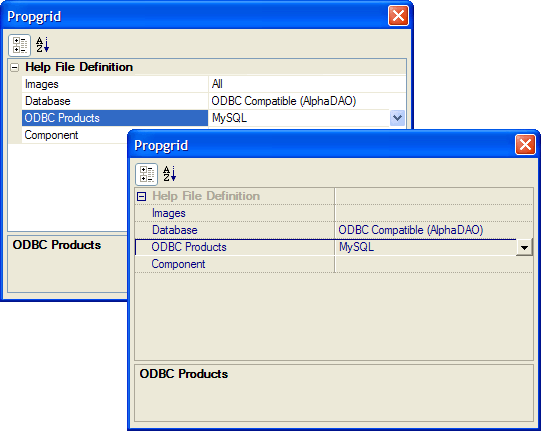 Propgrid
A Z
Help File Definition
Images All
Database ODBC Compatible (AlphaDAO)
ODBC Products MySQL
Component
ODBC Products
Propgrid
A Z
Help File Definition
Images
Database ODBC Compatible (AlphaDAO)
ODBC Products MySQL
Component
ODBC Products